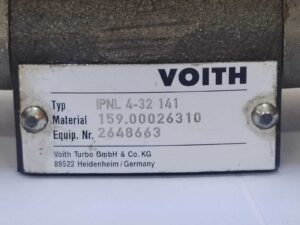 VOITH
Typ IPNL 4-32 141
Material 159.00026310
Equip. Nr. 2648663
Voith Turbo GmbH & Co. KG
89522 Heidenheim / Germany